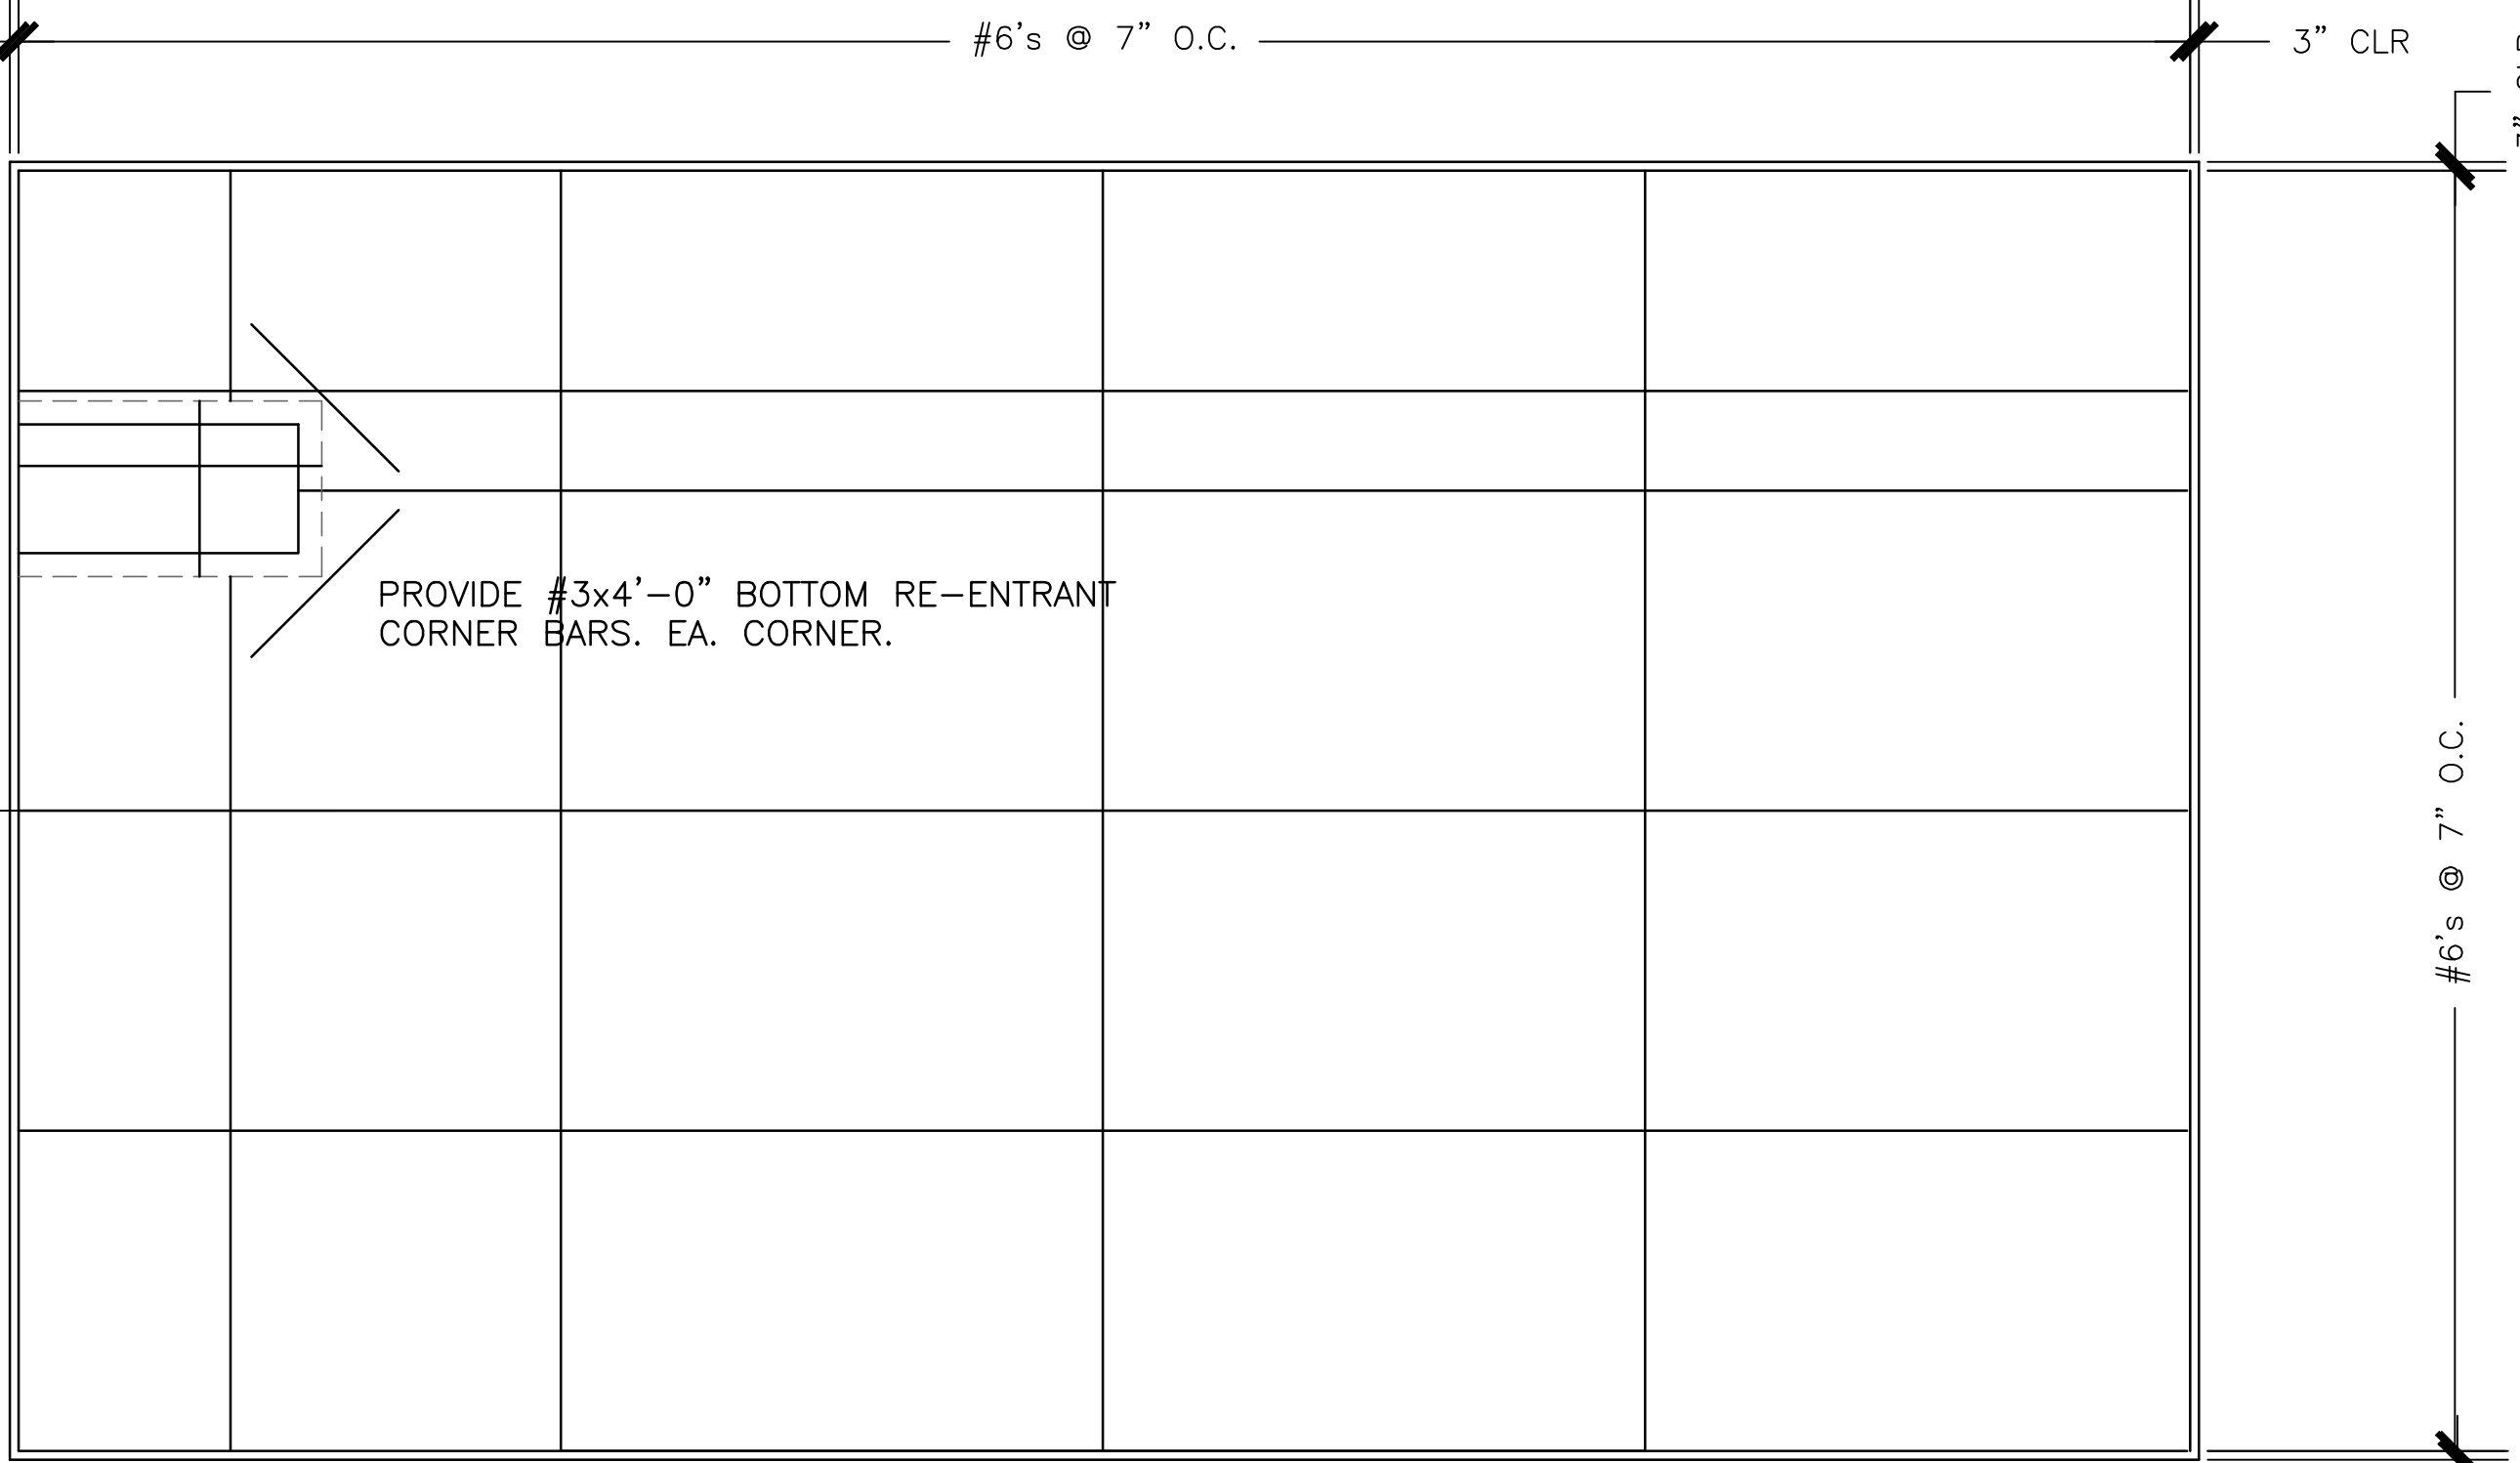 #6's @ 7" O.C.
3" CLR
PROVIDE #3x4'-0" BOTTOM RE-ENTRANT
CORNER BARS. EA. CORNER.
#6's @ 7" O.C.